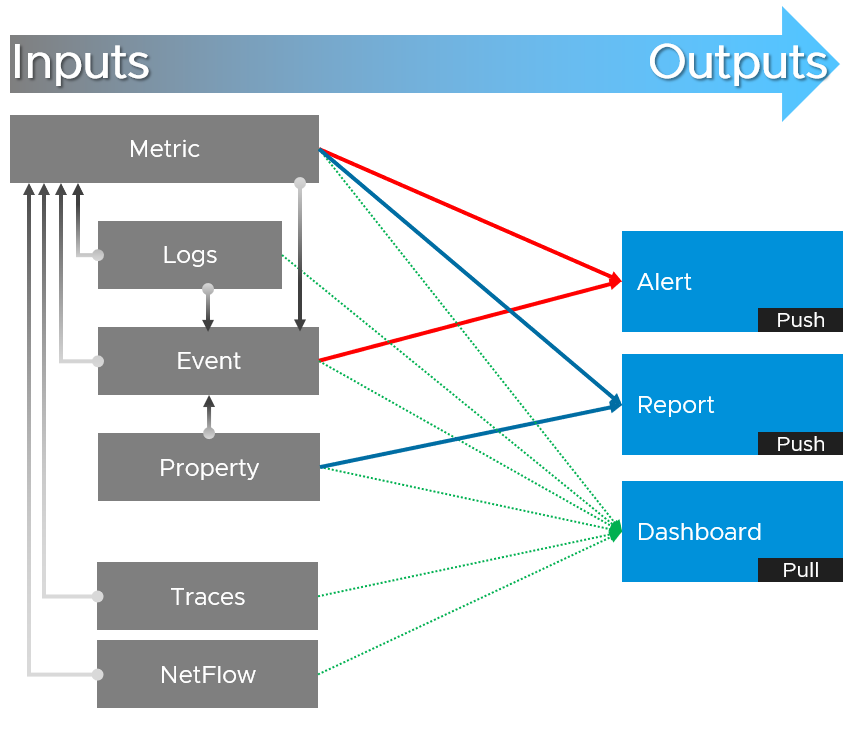 Inputs
Outputs
Metric
Logs
Event
Property
Traces
NetFlow
Alert
Push
Report
Push
Dashboard
Pull